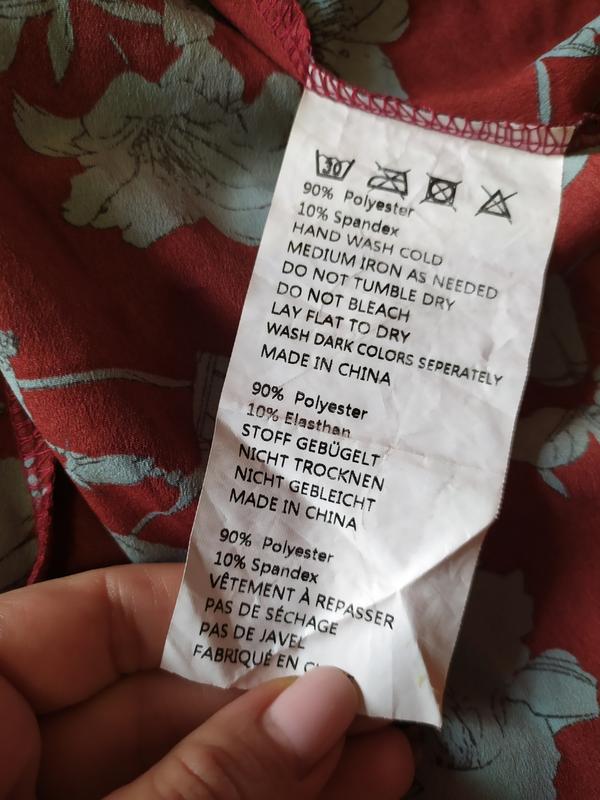 30
90% Polyester
10% Spandex
HAND WASH COLD
MEDIUM IRON AS NEEDED
DO NOT TUMBLE DRY
DO NOT BLEACH
LAY FLAT TO DRY
WASH DARK COLORS SEPERATELY
MADE IN CHINA
90% Polyester
10% Elasthan
STOFF GEBÜGELT
NICHT TROCKNEN
NICHT GEBLEICHT
MADE IN CHINA
90% Polyester
10% Spandex
VÊTEMENT À REPASSER
PAS DE SÉCHAGE
PAS DE JAVEL
FABRIQUÉ EN